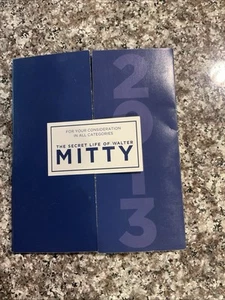 2013
FOR YOUR CONSIDERATION
IN ALL CATEGORIES
THE SECRET LIFE OF WALTER
MITTY